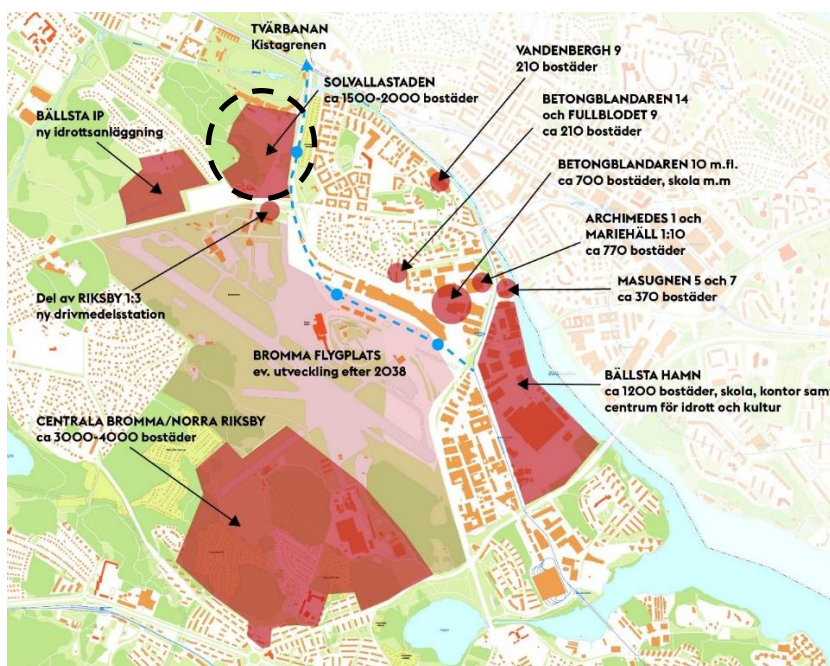 TVÄRBANAN
Kistagrenen
SOLVALLASTADEN
ca 1500-2000 bostäder
BÄLLSTA IP
ny idrottsanläggning
VANDENBERGH 9
210 bostäder
BETONGBLANDAREN 14
och FULLBLODET 9
ca 210 bostäder
BETONGBLANDAREN 10 m.fl.
ca 700 bostäder, skola m.m
ARCHIMEDES 1 och
MARIEHÄLL 1:10
ca 770 bostäder
MASUGNEN 5 och 7
ca 370 bostäder
Del av RIKSBY 1:3
ny drivmedelsstation
BROMMA FLYGPLATS
ev. utveckling efter 2038
BÄLLSTA HAMN
ca 1200 bostäder, skola, kontor sam
centrum för idrott och kultur
CENTRALA BROMMA/NORRA RIKSBY
ca 3000-4000 bostäder